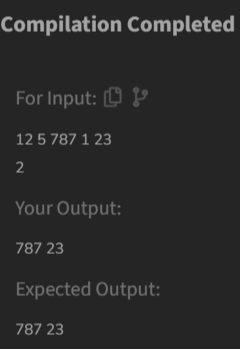 Compilation Completed
For Input:
12 5 787 1 23
2
Your Output:
787 23
Expected Output:
787 23